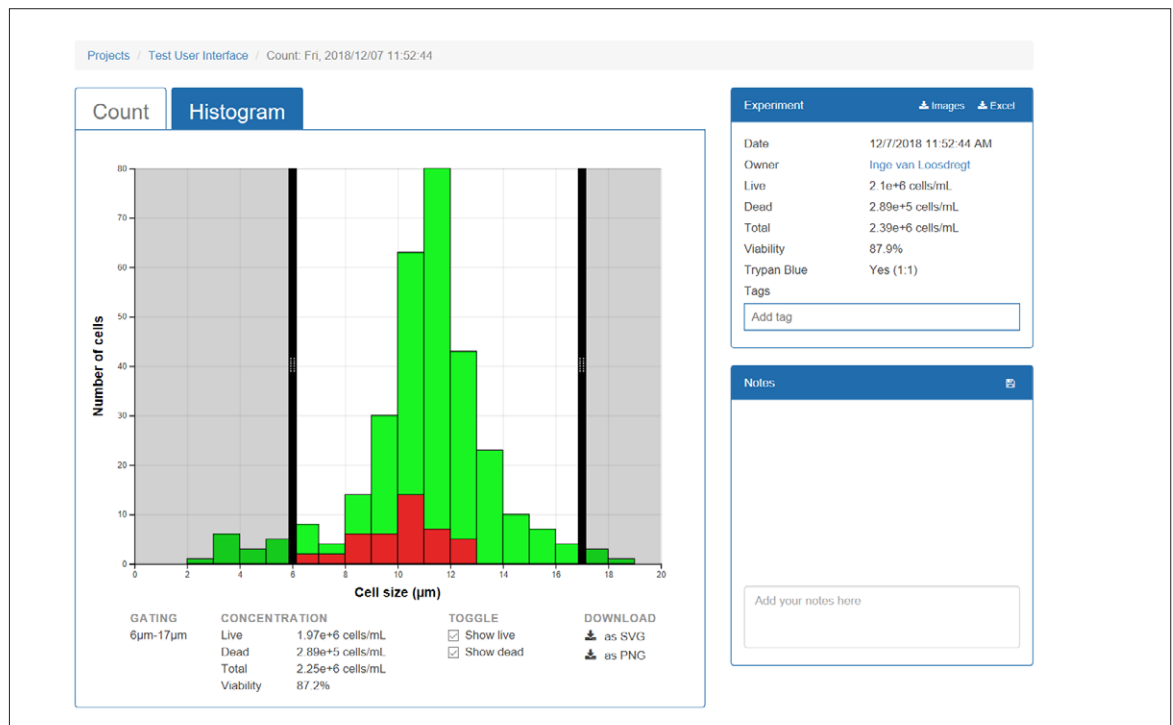 Projects / Test User Interface / Count: Fri, 2018/12/07 11:52:44
Count
Histogram
80
70
60
50
40
30
20
10
0
Number of cells
0 2 4 6 8 10 12 14 16 18 20
Cell size (µm)
GATING
6µm-17µm
CONCENTRATION
Live 1.97e+6 cells/mL
Dead 2.89e+5 cells/mL
Total 2.25e+6 cells/mL
Viability 87.2%
TOGGLE
Show live
Show dead
DOWNLOAD
as SVG
as PNG
Experiment Images Excel
Date 12/7/2018 11:52:44 AM
Owner Inge van Loosdregt
Live 2.1e+6 cells/mL
Dead 2.89e+5 cells/mL
Total 2.39e+6 cells/mL
Viability 87.9%
Trypan Blue Yes (1:1)
Tags
Add tag
Notes
Add your notes here